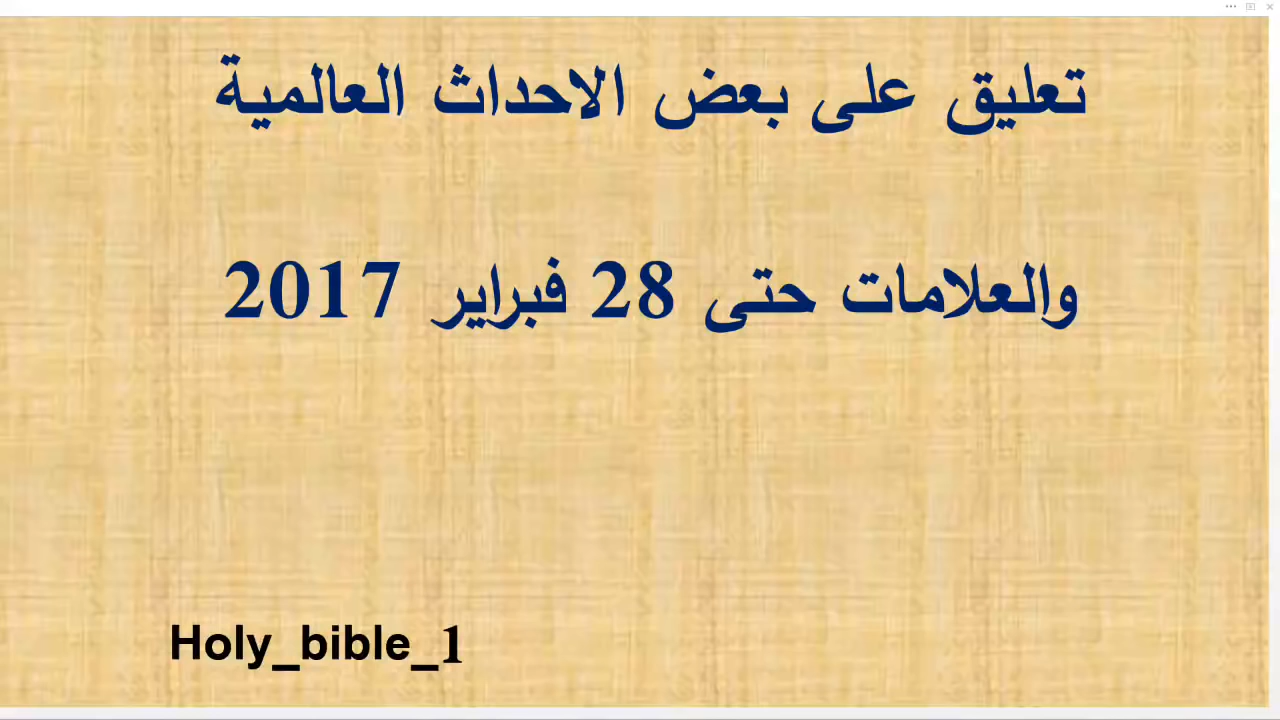 تعليق على بعض الاحداث العالمية
والعلامات حتى 28 فبراير 2017
Holy_bible_1